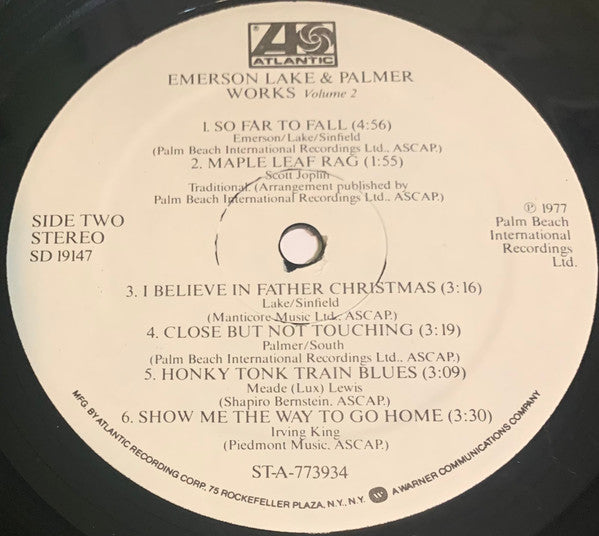 ATLANTIC
EMERSON LAKE & PALMER
WORKS Volume 2
1. SO FAR TO FALL (4:56)
Emerson/Lake/Sinfield
(Palm Beach International Recordings Ltd., ASCAP.)
2. MAPLE LEAF RAG (1:55)
Scott Joplin
Traditional. (Arrangement published by
Palm Beach International Recordings Ltd., ASCAP.)
SIDE TWO
STEREO
SD 19147
℗ 1977
Palm Beach
International
Recordings
Ltd.
3. I BELIEVE IN FATHER CHRISTMAS (3:16)
Lake/Sinfield
(Manticore Music Ltd. ASCAP.)
4. CLOSE BUT NOT TOUCHING (3:19)
Palmer/South
(Palm Beach International Recordings Ltd., ASCAP.)
5. HONKY TONK TRAIN BLUES (3:09)
Meade (Lux) Lewis
(Shapiro Bernstein. ASCAP.)
6. SHOW ME THE WAY TO GO HOME (3:30)
Irving King
(Piedmont Music. ASCAP.)
ST-A-773934
MFG. BY ATLANTIC RECORDING CORP. 75 ROCKEFELLER PLAZA, N.Y., N.Y. A WARNER COMMUNICATIONS COMPANY